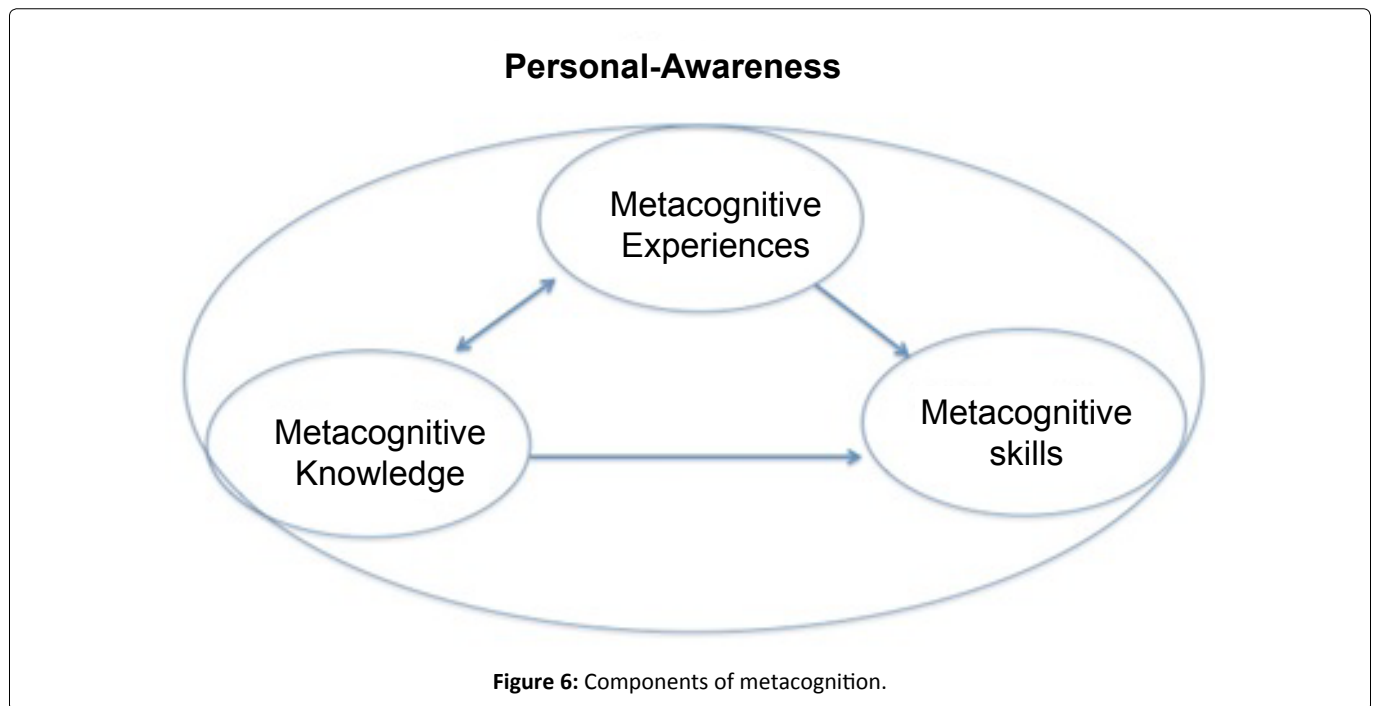 Personal-Awareness
Metacognitive
Experiences
Metacognitive
Knowledge
Metacognitive
skills
Figure 6: Components of metacognition.